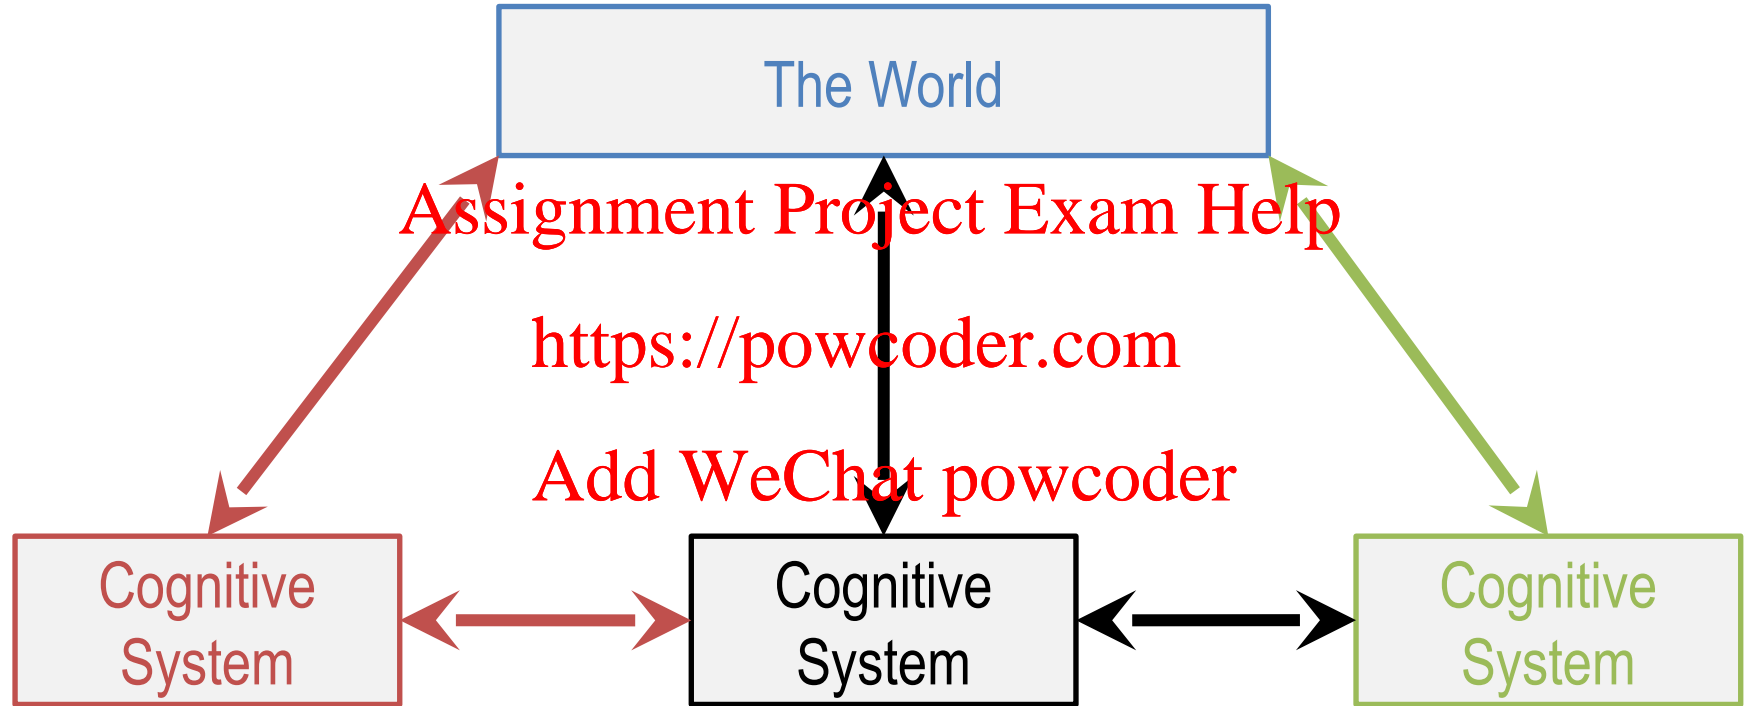 The World
Assignment Project Exam Help
https://powcoder.com
Add WeChat powcoder
Cognitive
System
Cognitive
System
Cognitive
System